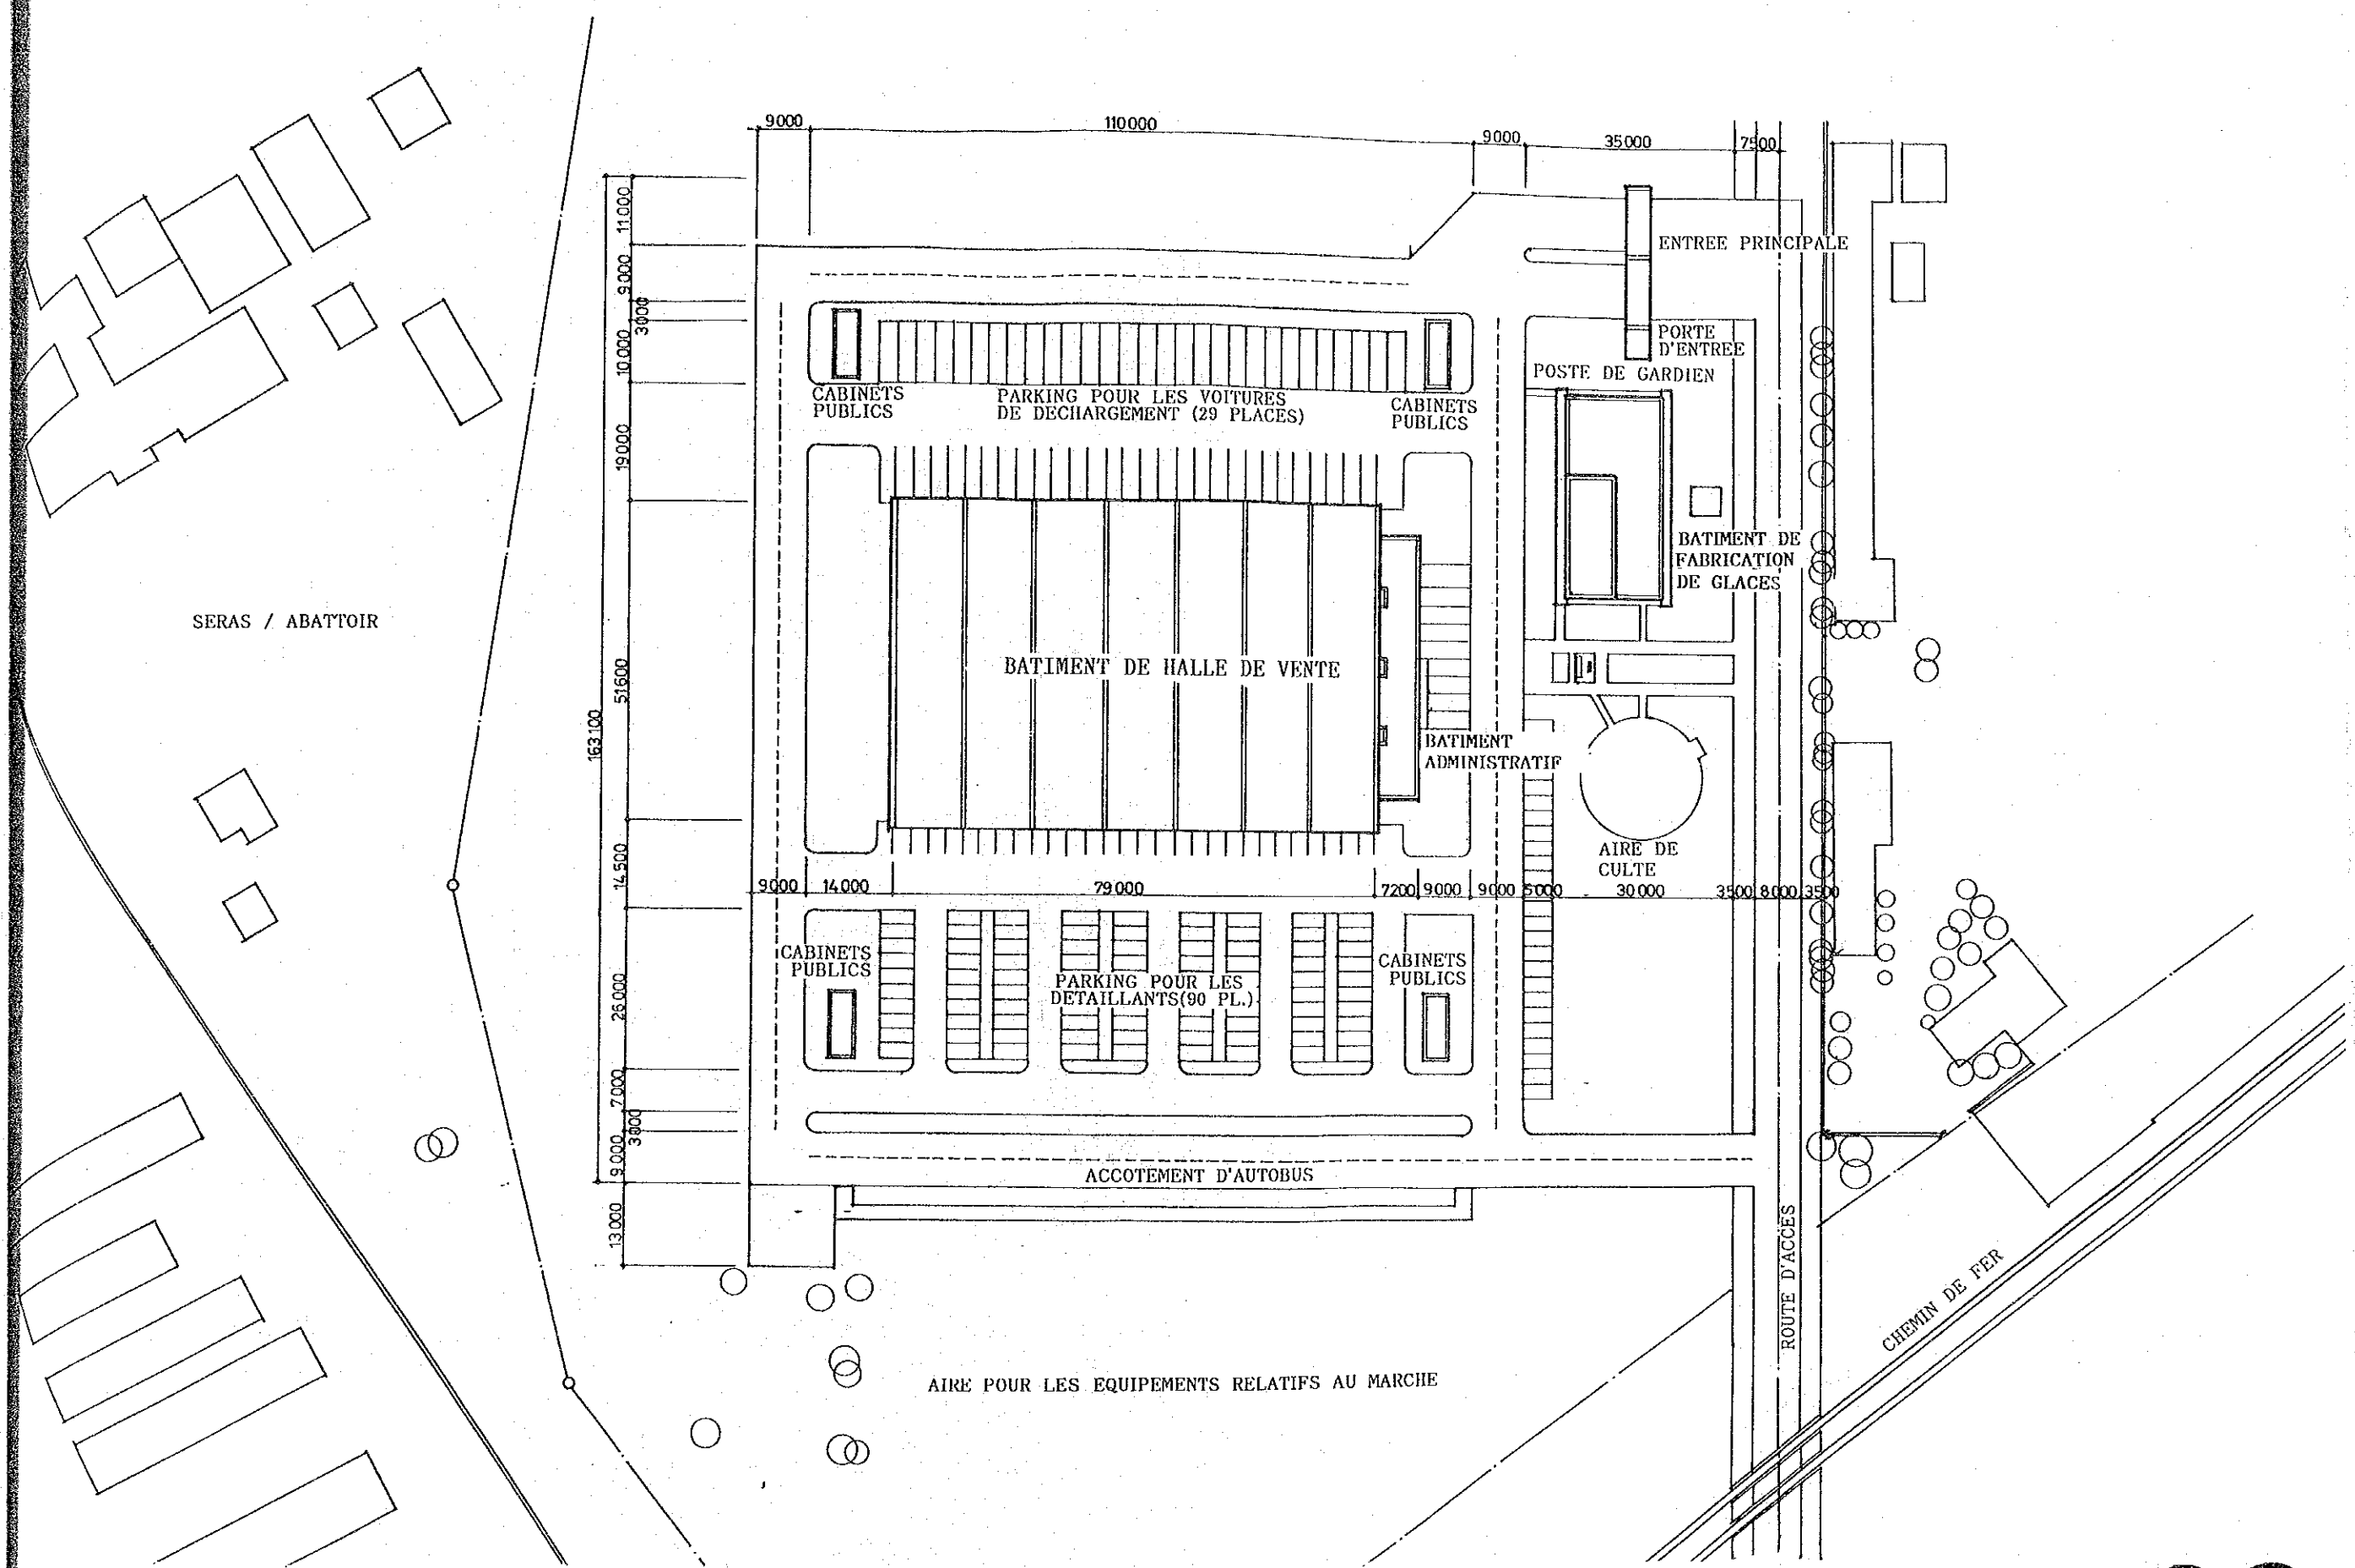 9000
110000
9000
35000
7500
11000
9000
3000
10000
19000
51600
163100
14500
26000
7000
3000
9000
13000
ENTREE PRINCIPALE
PORTE
D'ENTREE
POSTE DE GARDIEN
CABINETS
PUBLICS
PARKING POUR LES VOITURES
DE DECHARGEMENT (29 PLACES)
CABINETS
PUBLICS
BATIMENT DE
FABRICATION
DE GLACES
SERAS / ABATTOIR
BATIMENT DE HALLE DE VENTE
BATIMENT
ADMINISTRATIF
AIRE DE
CULTE
9000
14000
79000
7200
9000
9000
5000
30000
3500
8000
3500
CABINETS
PUBLICS
PARKING POUR LES
DETAILLANTS(90 PL.)
CABINETS
PUBLICS
ACCOTEMENT D'AUTOBUS
ROUTE D'ACCES
CHEMIN DE FER
AIRE POUR LES EQUIPEMENTS RELATIFS AU MARCHE